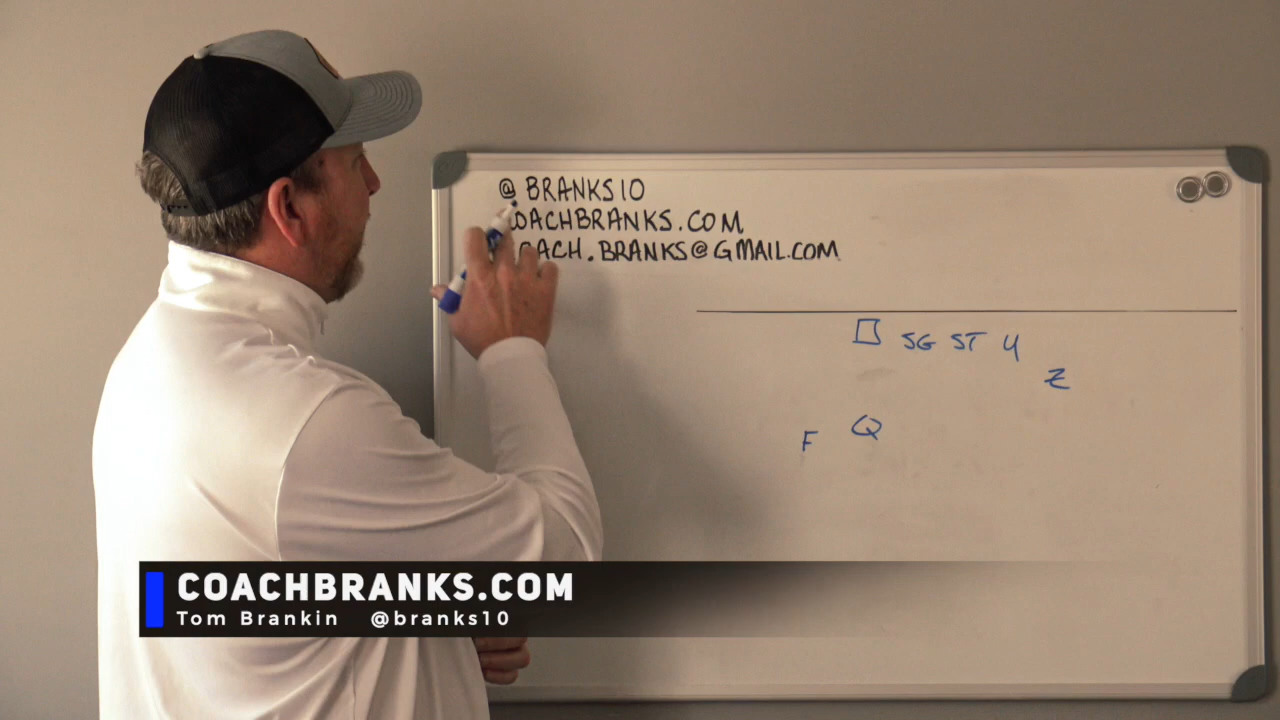 @ BRANKS10
COACHBRANKS.COM
COACH.BRANKS@GMAIL.COM
SG ST Y
Z
F Q
COACHBRANKS.COM
Tom Brankin @branks10